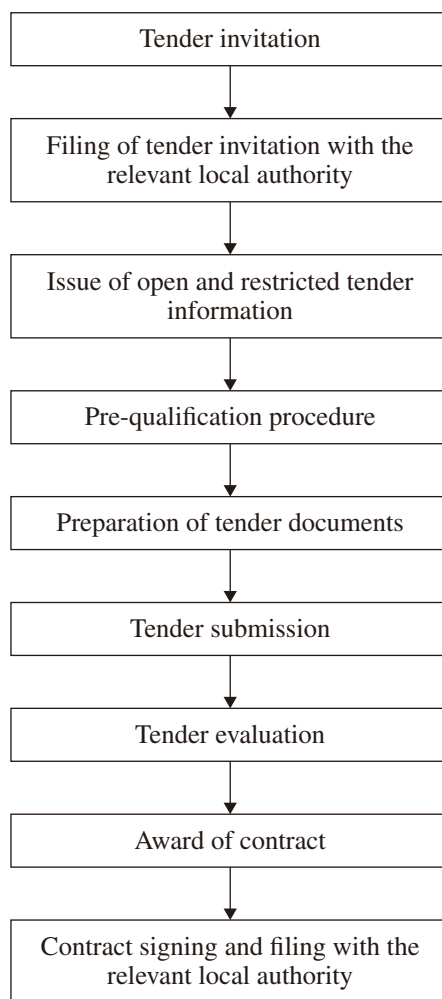 Tender invitation
Filing of tender invitation with the
relevant local authority
Issue of open and restricted tender
information
Pre-qualification procedure
Preparation of tender documents
Tender submission
Tender evaluation
Award of contract
Contract signing and filing with the
relevant local authority